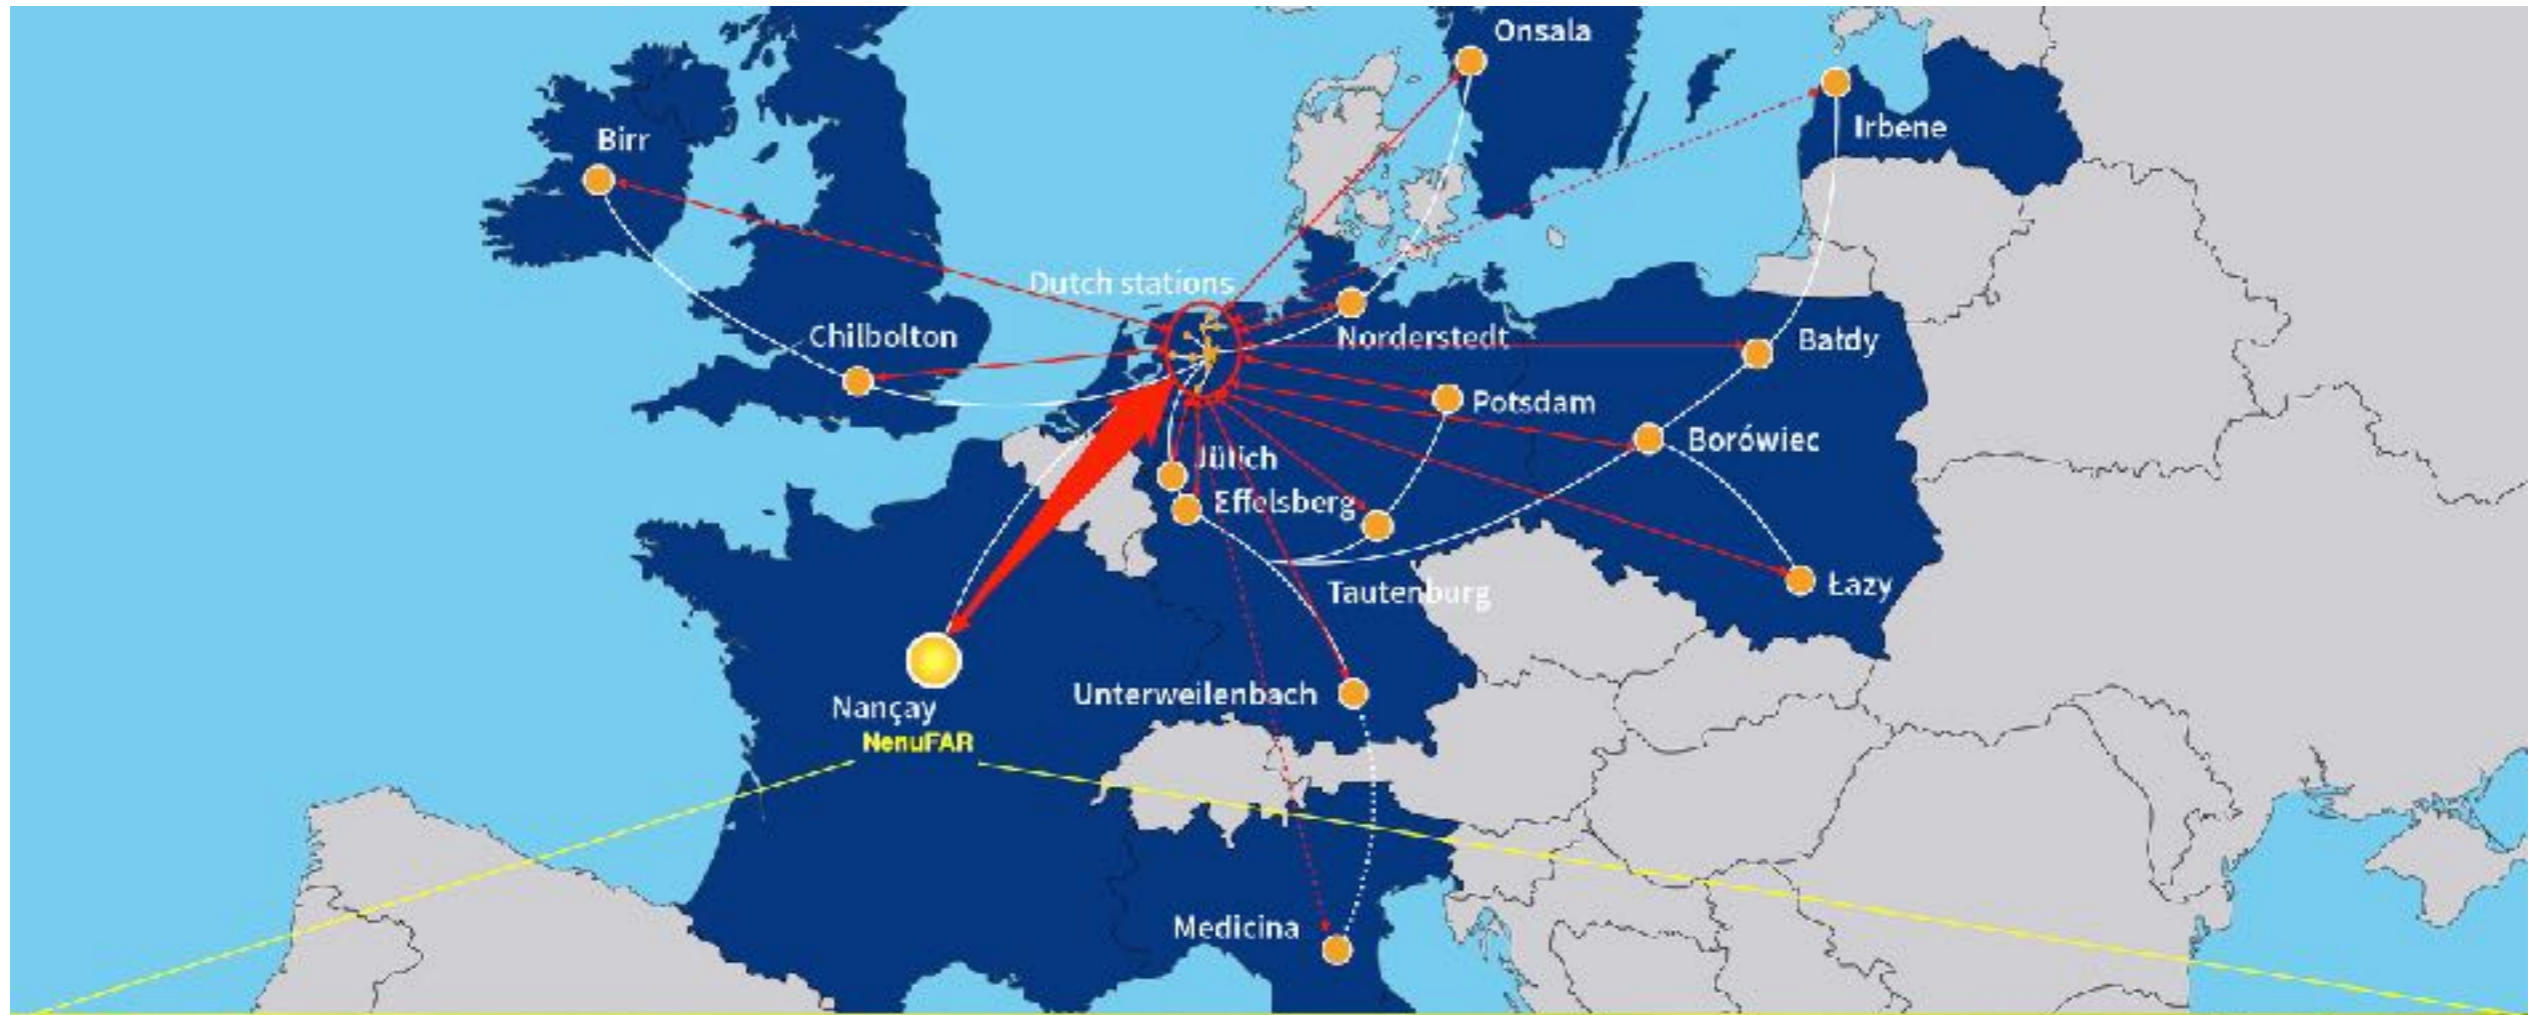 Onsala
Irbene
Birr
Dutch stations
Chilbolton
Norderstedt
Bałdy
Potsdam
Borówiec
Jülich
Effelsberg
Łazy
Tautenburg
Unterweilenbach
Nançay
NenuFAR
Medicina